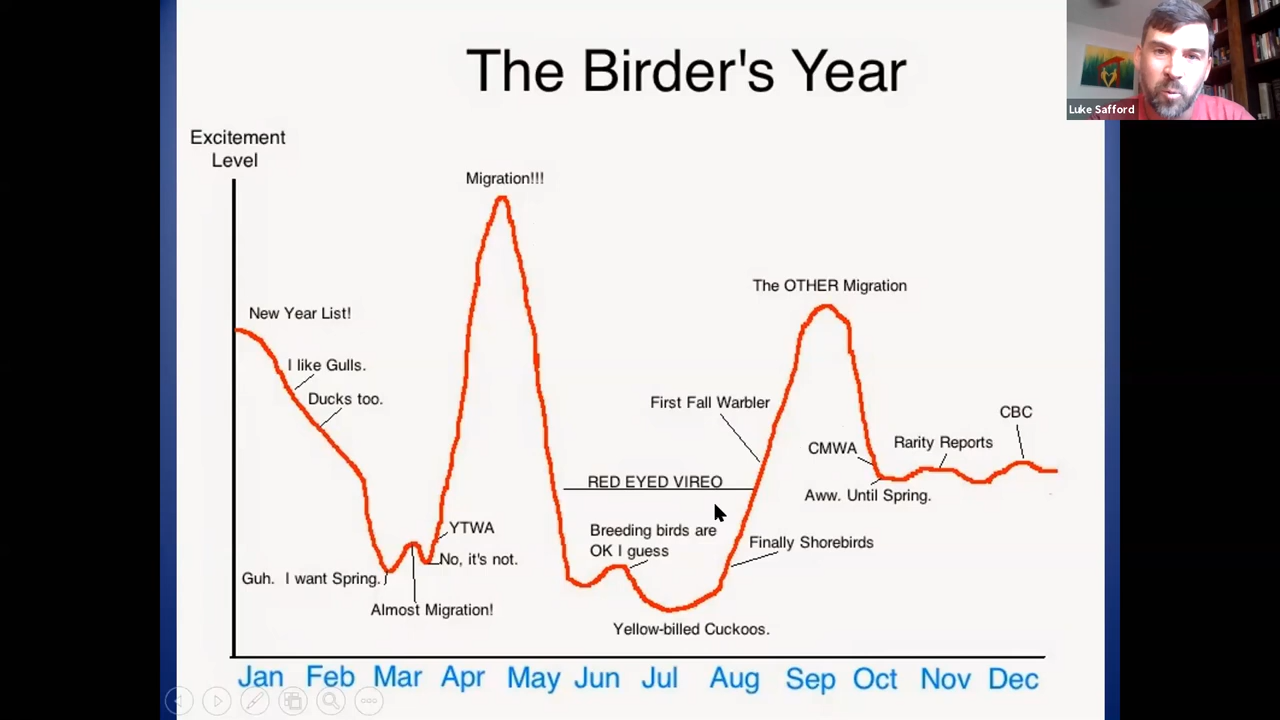 The Birder's Year
Luke Safford
Excitement
Level
Migration!!!
The OTHER Migration
New Year List!
I like Gulls.
Ducks too.
First Fall Warbler
CBC
CMWA
Rarity Reports
RED EYED VIREO
Aww. Until Spring.
YTWA
Breeding birds are
OK I guess
Finally Shorebirds
No, it's not.
Guh. I want Spring.
Almost Migration!
Yellow-billed Cuckoos.
Jan Feb Mar Apr May Jun Jul Aug Sep Oct Nov Dec